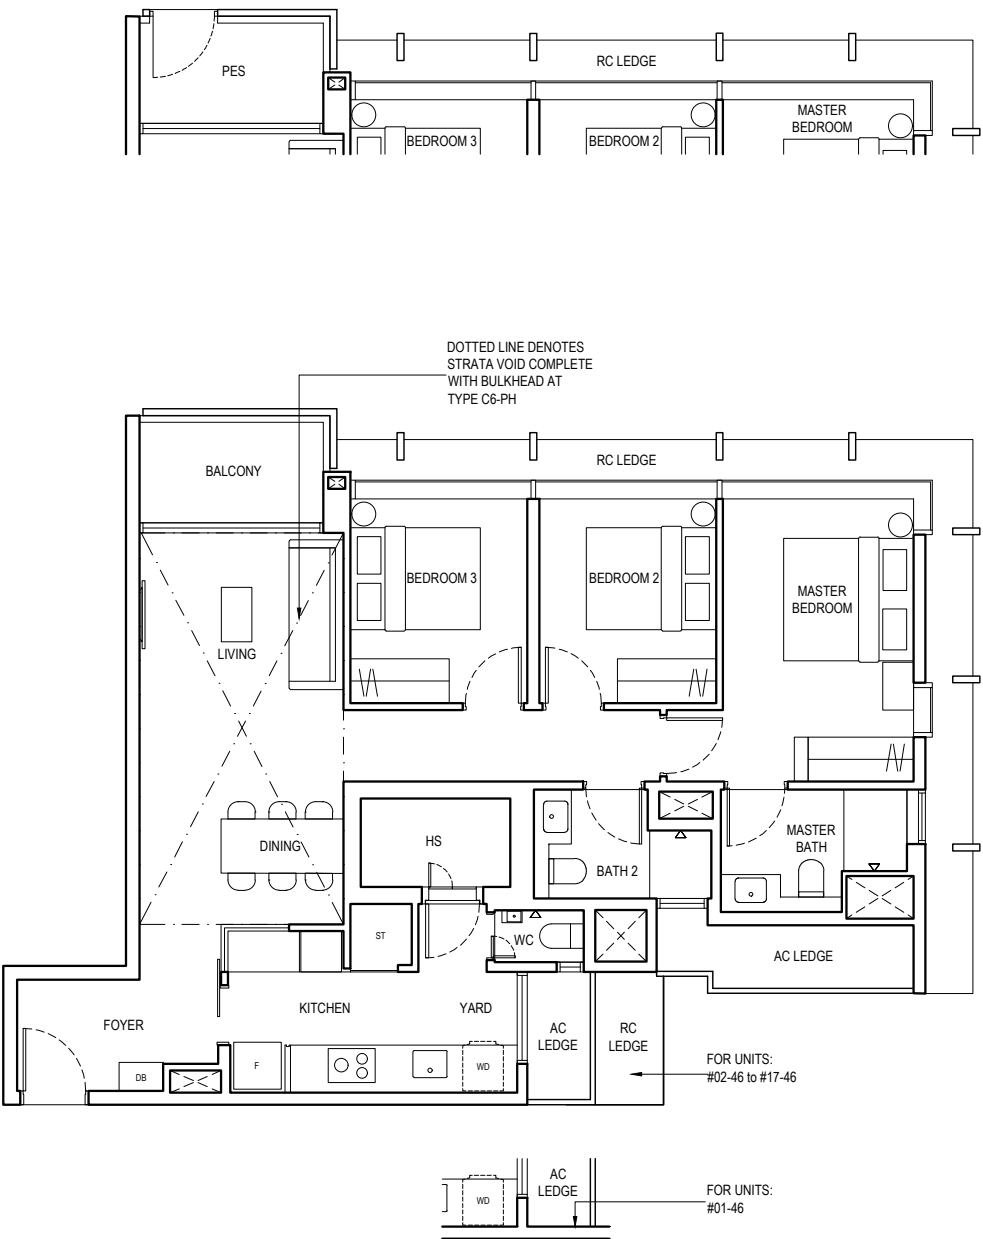 PES
RC LEDGE
BEDROOM 3
BEDROOM 2
MASTER
BEDROOM
DOTTED LINE DENOTES
STRATA VOID COMPLETE
WITH BULKHEAD AT
TYPE C6-PH
BALCONY
RC LEDGE
BEDROOM 3
BEDROOM 2
MASTER
BEDROOM
LIVING
DINING
HS
BATH 2
MASTER
BATH
ST
WC
AC LEDGE
FOYER
KITCHEN
YARD
AC
LEDGE
RC
LEDGE
DB
F
WD
FOR UNITS:
#02-46 to #17-46
WD
AC
LEDGE
FOR UNITS:
#01-46